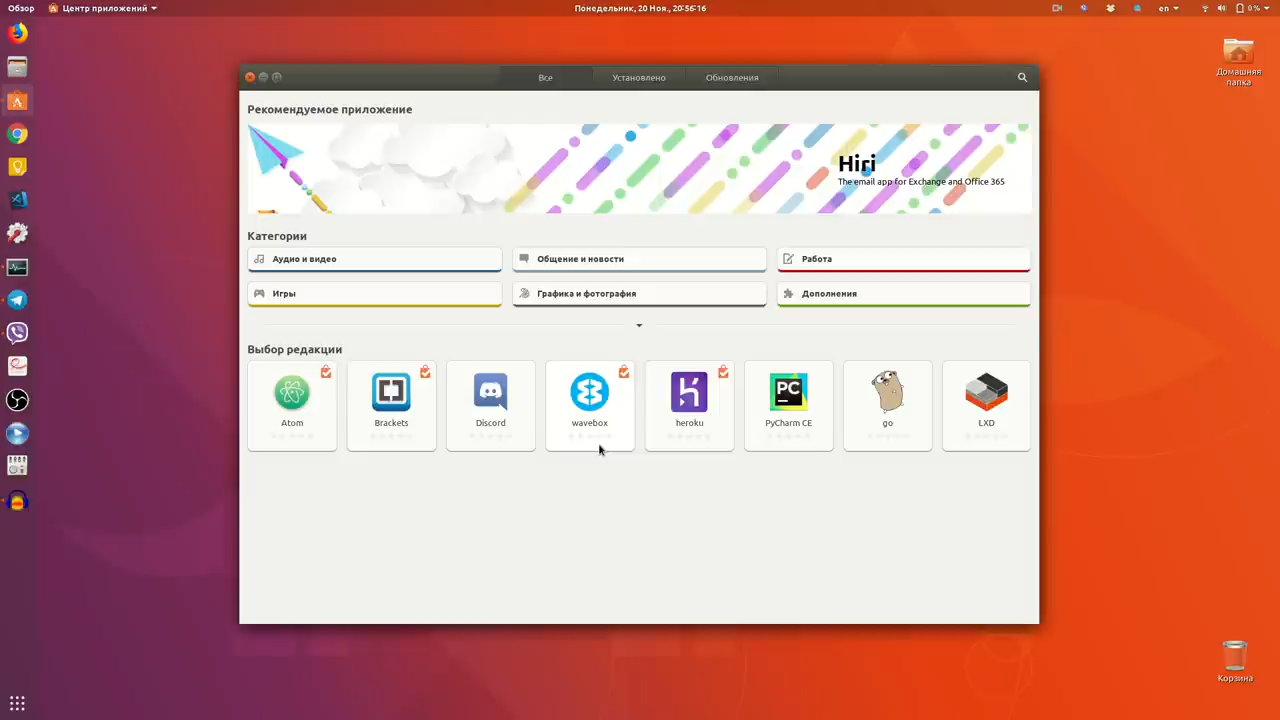 Обзор
Центр приложений
Понедельник, 20 Ноя., 20:56:16
en
0 %
Все
Установлено
Обновления
Домашняя
папка
Рекомендуемое приложение
Hiri
The email app for Exchange and Office 365
Категории
Аудио и видео
Общение и новости
Работа
Игры
Графика и фотография
Дополнения
Выбор редакции
Atom
Brackets
Discord
wavebox
heroku
PC
PyCharm CE
go
LXD
Корзина